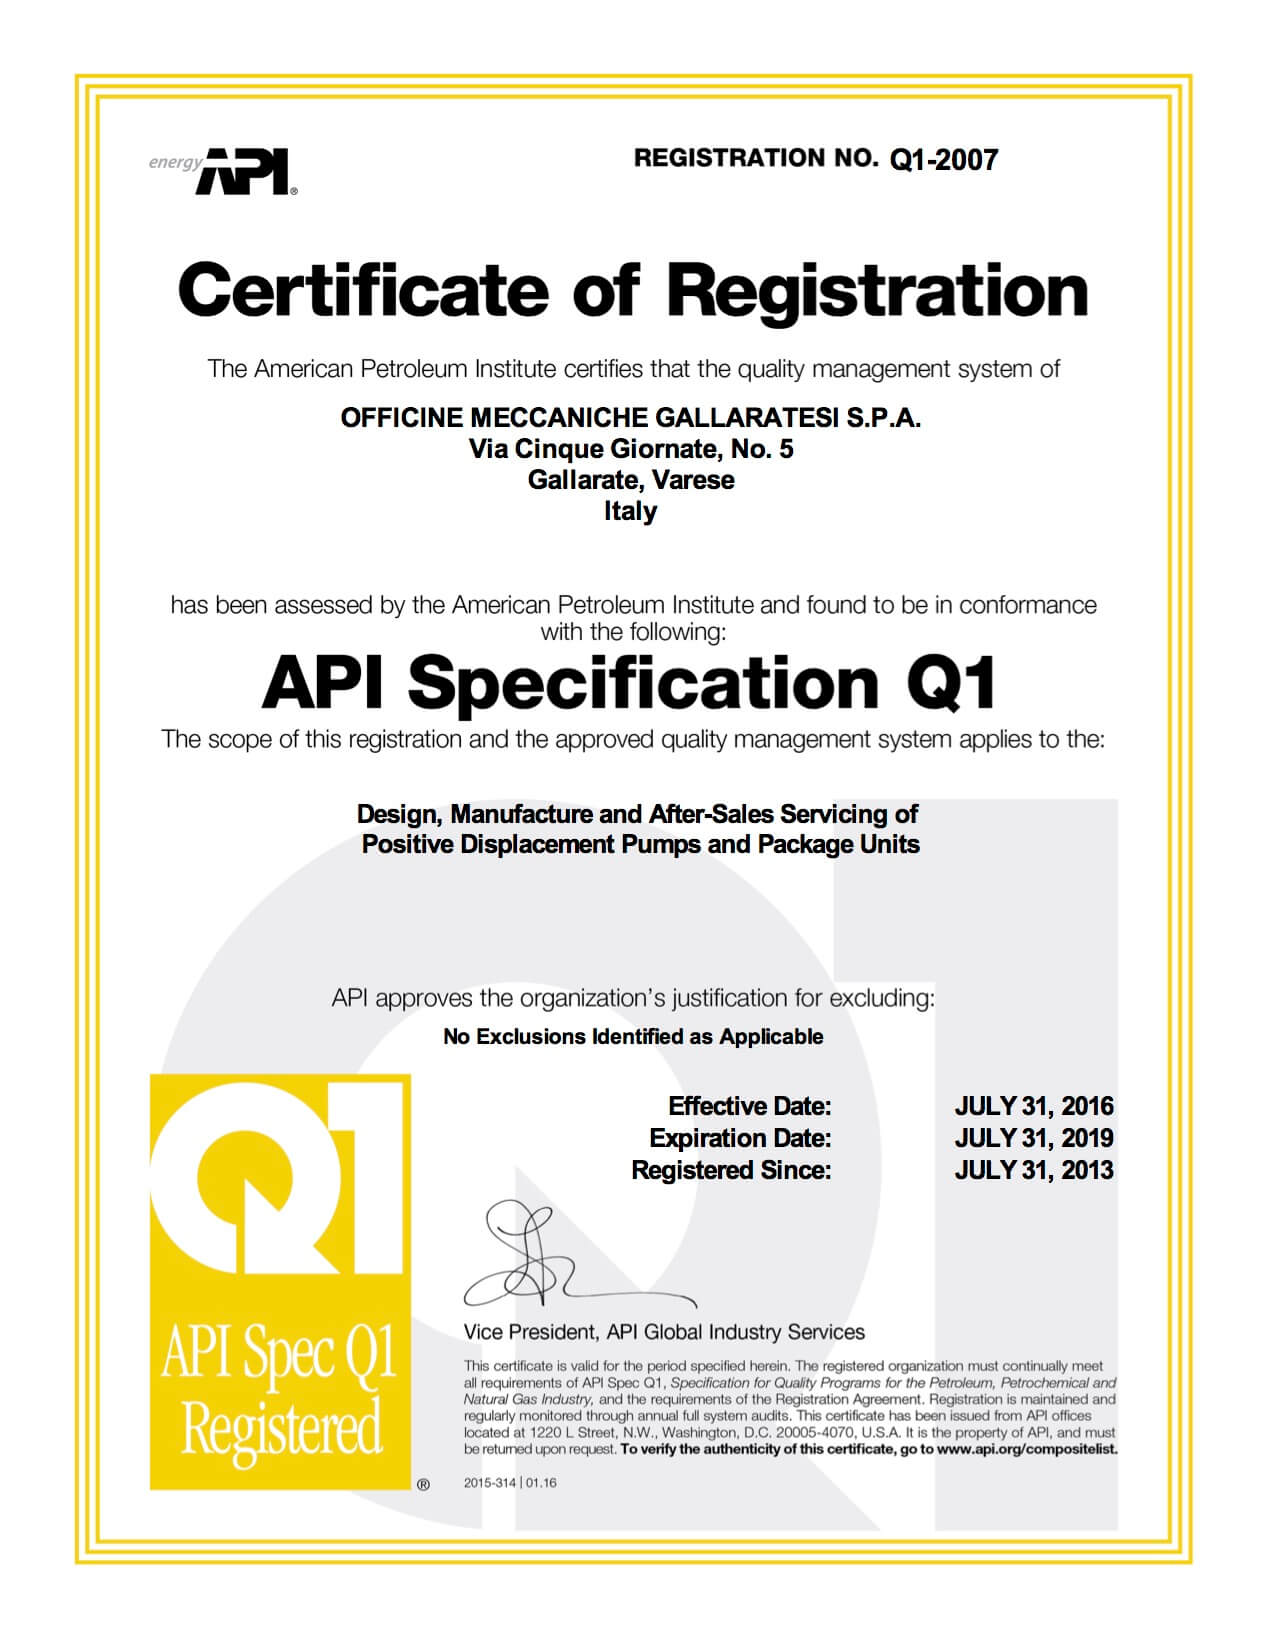 energy API®
REGISTRATION NO. Q1-2007
Certificate of Registration
The American Petroleum Institute certifies that the quality management system of
OFFICINE MECCANICHE GALLARATESI S.P.A.
Via Cinque Giornate, No. 5
Gallarate, Varese
Italy
has been assessed by the American Petroleum Institute and found to be in conformance
with the following:
API Specification Q1
The scope of this registration and the approved quality management system applies to the:
Design, Manufacture and After-Sales Servicing of
Positive Displacement Pumps and Package Units
API approves the organization's justification for excluding:
No Exclusions Identified as Applicable
Effective Date: JULY 31, 2016
Expiration Date: JULY 31, 2019
Registered Since: JULY 31, 2013
Q1
API Spec Q1
Registered
®
Vice President, API Global Industry Services
This certificate is valid for the period specified herein. The registered organization must continually meet
all requirements of API Spec Q1, Specification for Quality Programs for the Petroleum, Petrochemical and
Natural Gas Industry, and the requirements of the Registration Agreement. Registration is maintained and
regularly monitored through annual full system audits. This certificate has been issued from API offices
located at 1220 L Street, N.W., Washington, D.C. 20005-4070, U.S.A. It is the property of API, and must
be returned upon request. To verify the authenticity of this certificate, go to www.api.org/compositelist.
2015-314 | 01.16